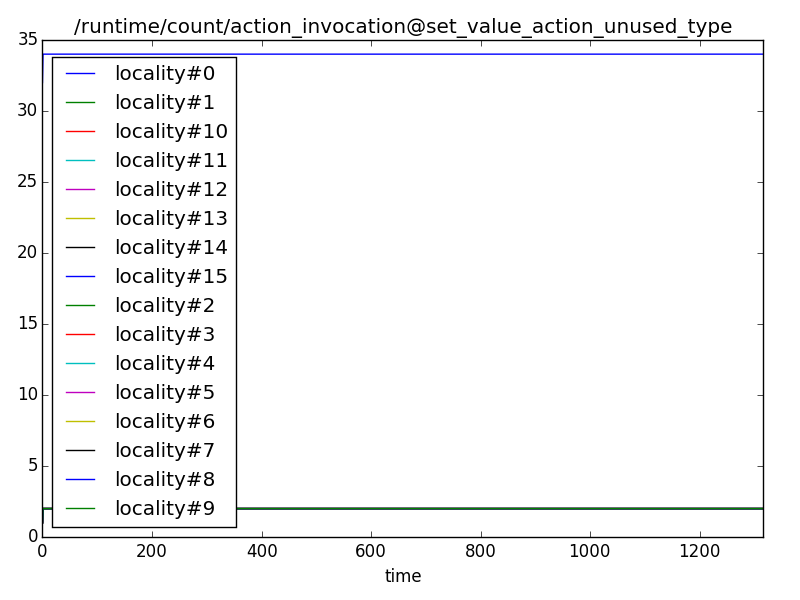 /runtime/count/action_invocation@set_value_action_unused_type
35
30
25
20
15
10
5
0
locality#0
locality#1
locality#10
locality#11
locality#12
locality#13
locality#14
locality#15
locality#2
locality#3
locality#4
locality#5
locality#6
locality#7
locality#8
locality#9
0 200 400 600 800 1000 1200
time